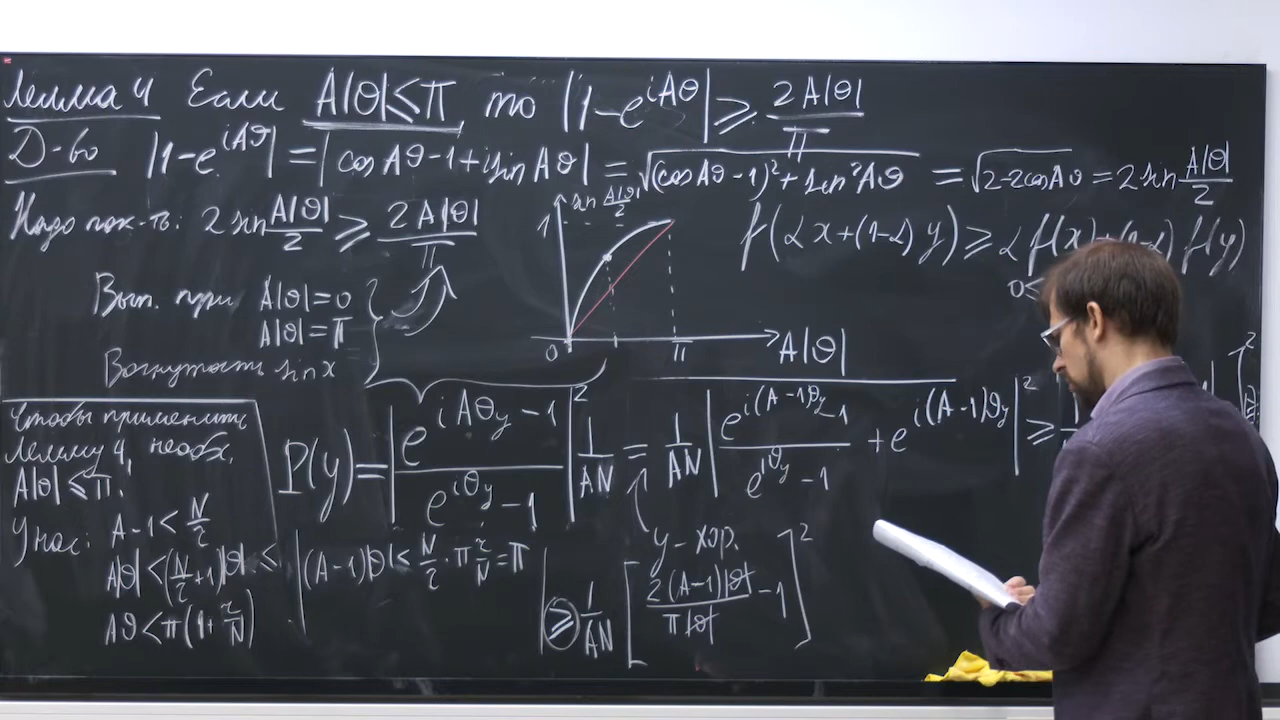 Лемма 4 Если A|θ|≤π, то |1-e^{iAθ}| ≥ 2A|θ|/π
Д-во |1-e^{iAθ}| = |cos Aθ-1+i sin Aθ| = √((cos Aθ-1)²+sin²Aθ) = √(2-2cos Aθ) = 2 sin A|θ|/2
Надо пок-ть: 2 sin A|θ|/2 ≥ 2A|θ|/π
Вып. при A|θ|=0
A|θ|=π
Вогнутость sin x
sin A|θ|/2
1
0
π
A|θ|
f(αx+(1-α)y) ≥ αf(x)+(1-α)f(y)
0≤
Чтобы применить
Лемму 4, необх.
A|θ|≤π.
У нас: A-1 < N/r
A|θ| < (N/r+1)|θ| ≤
Aθ < π(1+r/N)
|(A-1)|θ| ≤ N/r·π r/N = π
P(y) = |(e^{iAθ_y}-1)/(e^{iθ_y}-1)|² 1/AN = 1/AN |(e^{i(A-1)θ_y}-1)/(e^{iθ_y}-1) + e^{i(A-1)θ_y}|² ≥
y - хор.
≥ 1/AN [2(A-1)|θ|/π|θ| - 1]²